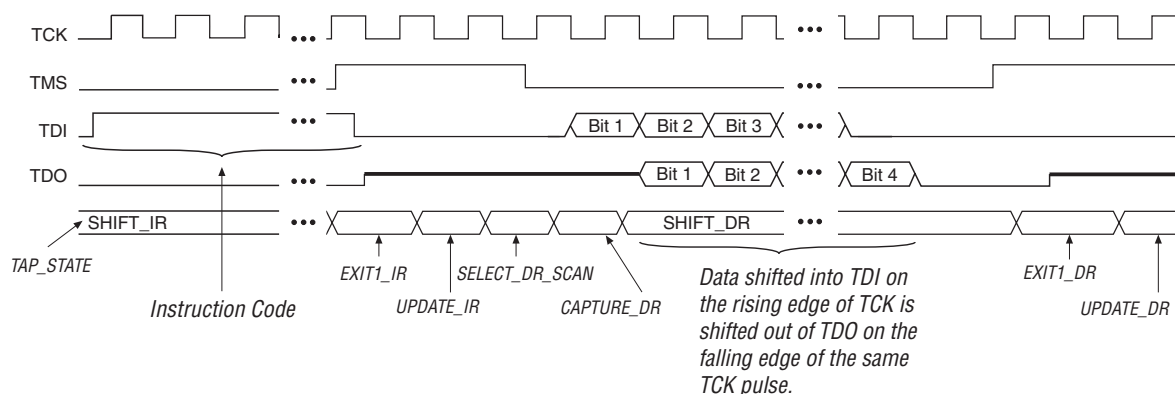 TCK
•••
•••
TMS
•••
•••
TDI
•••
Bit 1
Bit 2
Bit 3
•••
TDO
•••
Bit 1
Bit 2
•••
Bit 4
SHIFT_IR
•••
SHIFT_DR
•••
TAP_STATE
Instruction Code
EXIT1_IR
UPDATE_IR
SELECT_DR_SCAN
CAPTURE_DR
Data shifted into TDI on
the rising edge of TCK is
shifted out of TDO on the
falling edge of the same
TCK pulse.
EXIT1_DR
UPDATE_DR